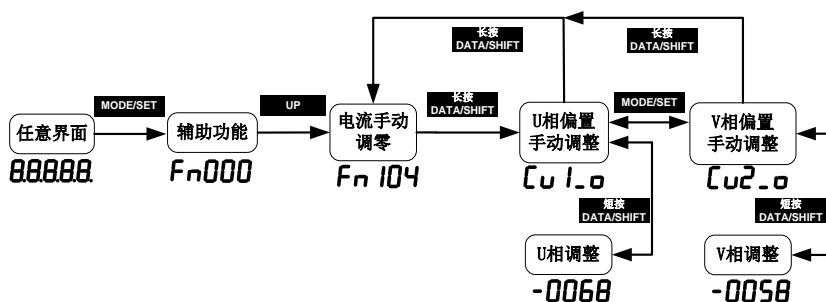 长按
DATA/SHIFT
长按
DATA/SHIFT
MODE/SET
UP
长按
DATA/SHIFT
MODE/SET
任意界面
辅助功能
电流手动
调零
U相偏置
手动调整
V相偏置
手动调整
8.8.8.8.8.
Fn000
Fn104
Cu1_o
Cu2_o
短按
DATA/SHIFT
短按
DATA/SHIFT
U相调整
V相调整
-0068
-0058